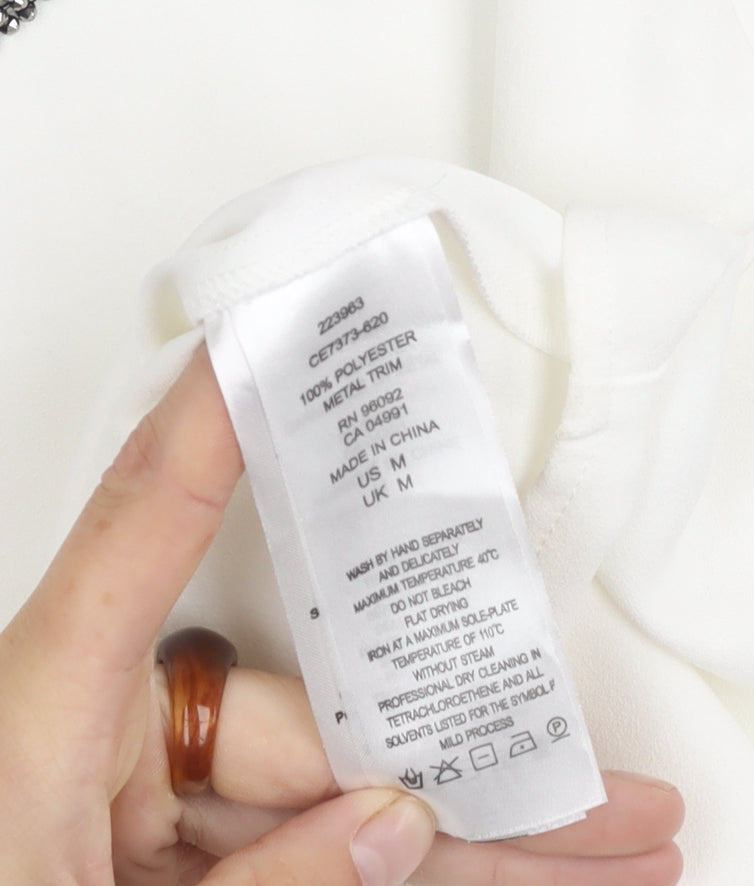 223963
CE7373-620
100% POLYESTER
METAL TRIM
RN 96092
CA 04991
MADE IN CHINA
US M
UK M
WASH BY HAND SEPARATELY
AND DELICATELY
MAXIMUM TEMPERATURE 40°C
DO NOT BLEACH
FLAT DRYING
IRON AT A MAXIMUM SOLE-PLATE
TEMPERATURE OF 110°C
WITHOUT STEAM
PROFESSIONAL DRY CLEANING IN
TETRACHLOROETHENE AND ALL
SOLVENTS LISTED FOR THE SYMBOL F
MILD PROCESS
P
S
P